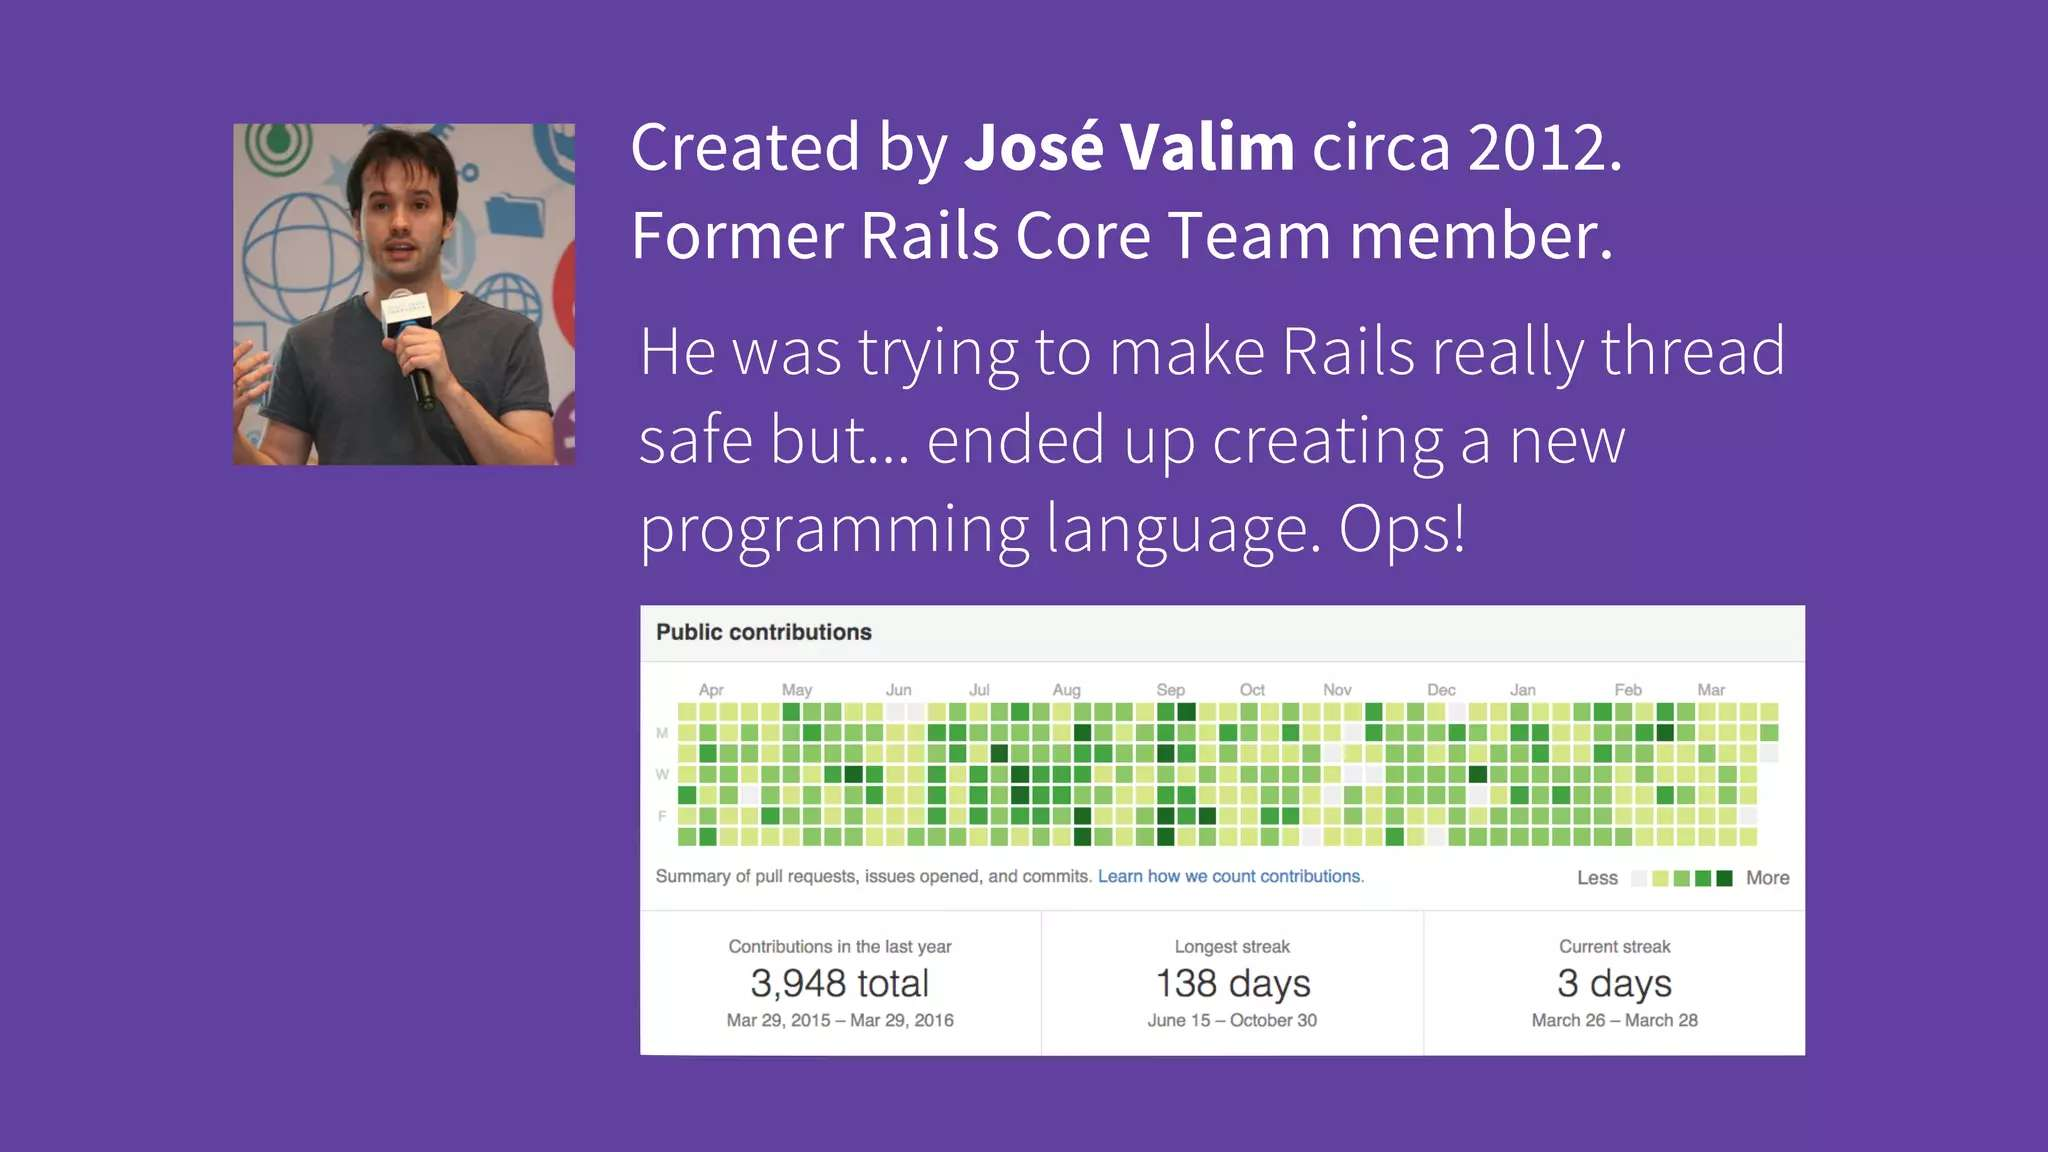 Created by José Valim circa 2012.
Former Rails Core Team member.
He was trying to make Rails really thread
safe but... ended up creating a new
programming language. Ops!
Public contributions
Apr May Jun Jul Aug Sep Oct Nov Dec Jan Feb Mar
M
W
F
Summary of pull requests, issues opened, and commits. Learn how we count contributions.
Less More
Contributions in the last year
3,948 total
Mar 29, 2015 – Mar 29, 2016
Longest streak
138 days
June 15 – October 30
Current streak
3 days
March 26 – March 28